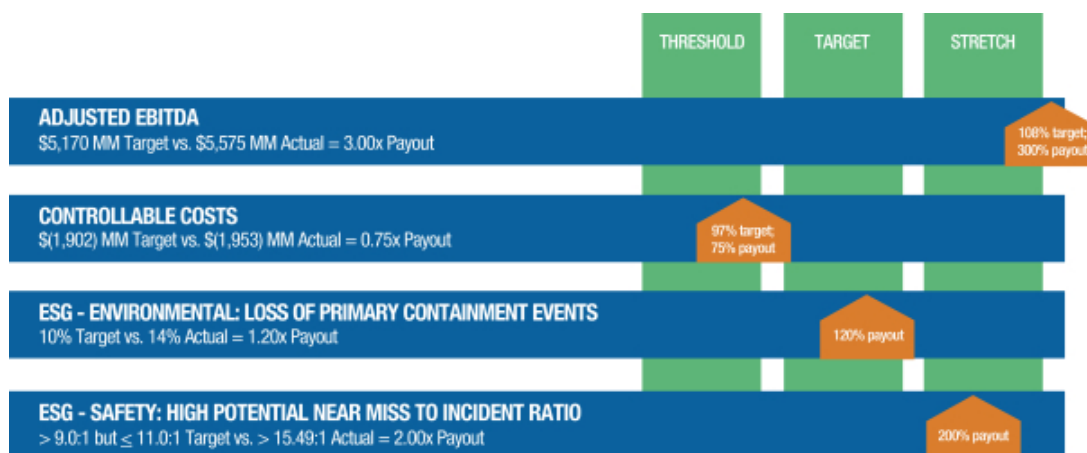 THRESHOLD TARGET STRETCH
ADJUSTED EBITDA
$5,170 MM Target vs. $5,575 MM Actual = 3.00x Payout
108% target;
300% payout
CONTROLLABLE COSTS
$(1,902) MM Target vs. $(1,953) MM Actual = 0.75x Payout
97% target;
75% payout
ESG - ENVIRONMENTAL: LOSS OF PRIMARY CONTAINMENT EVENTS
10% Target vs. 14% Actual = 1.20x Payout
120% payout
ESG - SAFETY: HIGH POTENTIAL NEAR MISS TO INCIDENT RATIO
> 9.0:1 but ≤ 11.0:1 Target vs. > 15.49:1 Actual = 2.00x Payout
200% payout